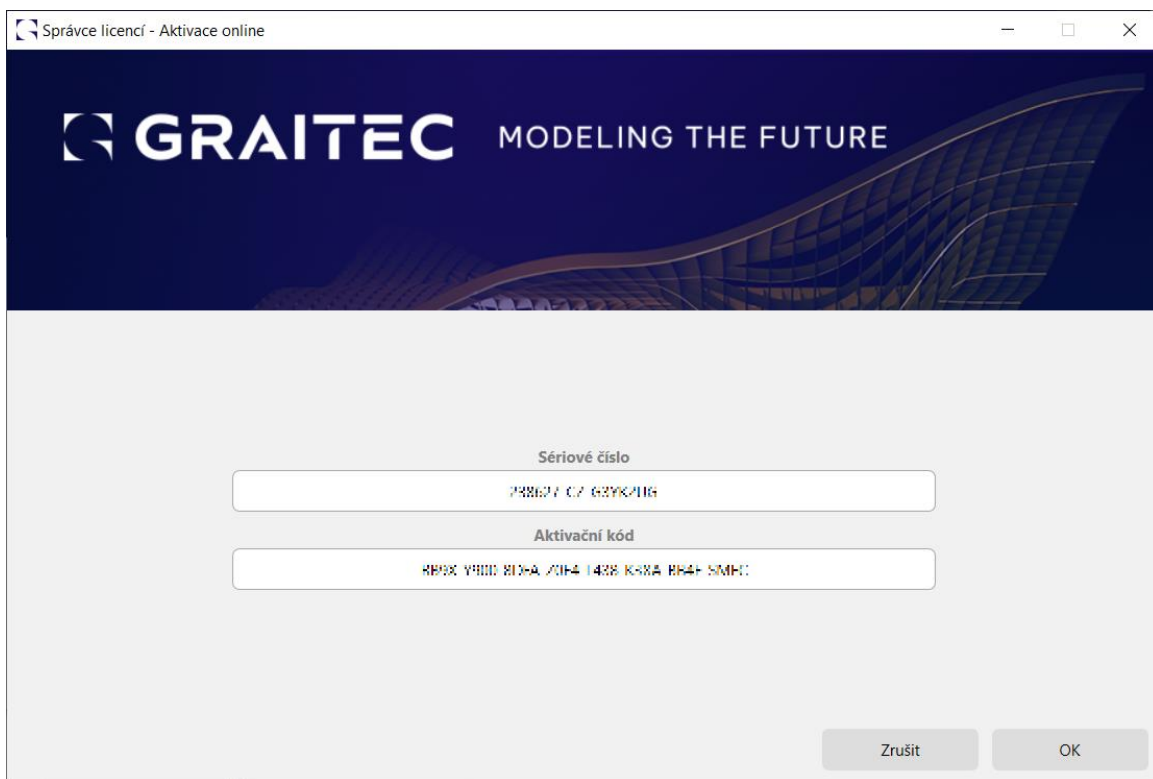 Správce licencí - Aktivace online
GRAITEC MODELING THE FUTURE
Sériové číslo
Aktivační kód
Zrušit
OK